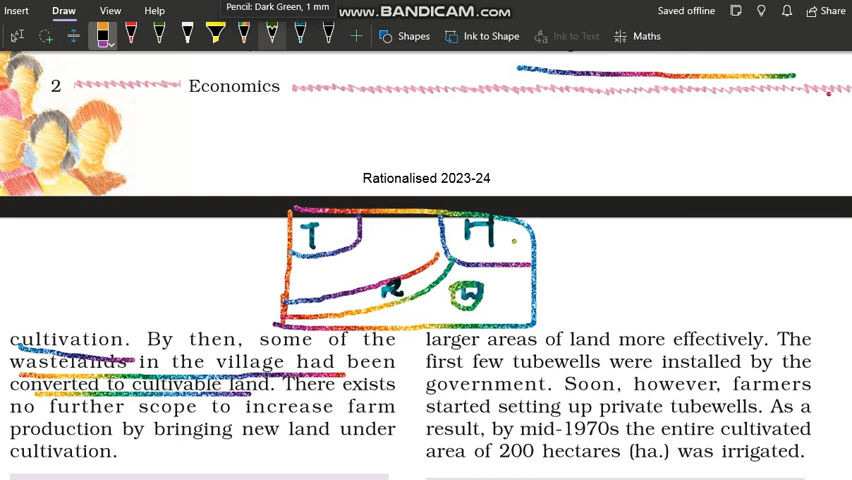 Pencil: Dark Green, 1 mm
Insert Draw View Help WWW.BANDICAM.COM Saved offline Share
Shapes Ink to Shape Ink to Text Maths
2 Economics
Rationalised 2023-24
T H
R W
cultivation. By then, some of the
wastelands in the village had been
converted to cultivable land. There exists
no further scope to increase farm
production by bringing new land under
cultivation.
larger areas of land more effectively. The
first few tubewells were installed by the
government. Soon, however, farmers
started setting up private tubewells. As a
result, by mid-1970s the entire cultivated
area of 200 hectares (ha.) was irrigated.